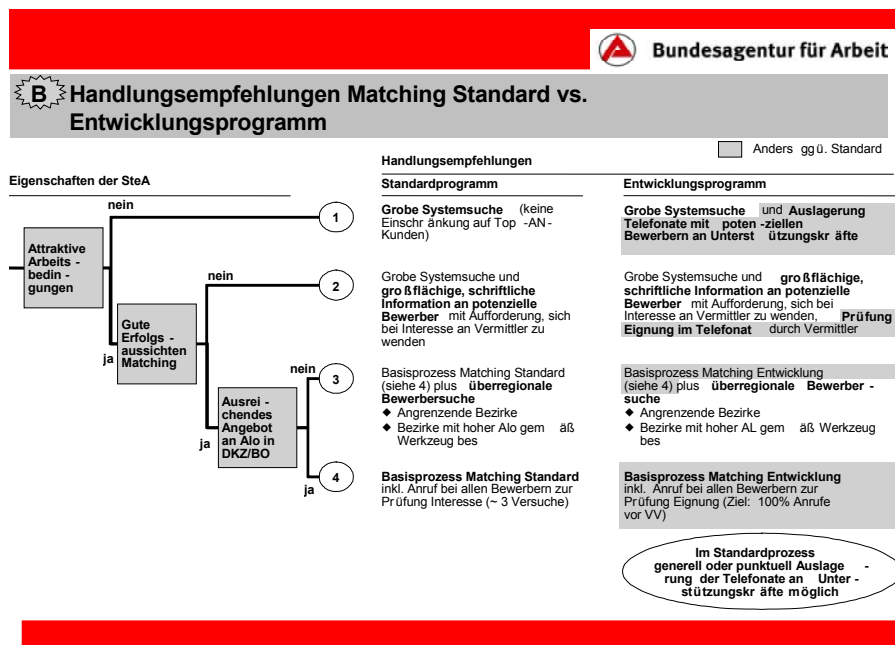 Bundesagentur für Arbeit
B Handlungsempfehlungen Matching Standard vs.
Entwicklungsprogramm
Anders ggü. Standard
Handlungsempfehlungen
Eigenschaften der SteA
Standardprogramm
Entwicklungsprogramm
nein
1
Attraktive
Arbeits -
bedin -
gungen
Grobe Systemsuche (keine
Einschr änkung auf Top -AN-
Kunden)
Grobe Systemsuche und Auslagerung
Telefonate mit poten -ziellen
Bewerbern an Unterst ützungskr äfte
nein
2
ja
Gute
Erfolgs -
aussichten
Matching
Grobe Systemsuche und
gro ßflächige, schriftliche
Information an potenzielle
Bewerber mit Aufforderung, sich
bei Interesse an Vermittler zu
wenden
Grobe Systemsuche und gro ßflächige,
schriftliche Information an potenzielle
Bewerber mit Aufforderung, sich bei
Interesse an Vermittler zu wenden, Prüfung
Eignung im Telefonat durch Vermittler
nein
3
ja
Ausrei -
chendes
Angebot
an Alo in
DKZ/BO
Basisprozess Matching Standard
(siehe 4) plus überregionale
Bewerbersuche
◆ Angrenzende Bezirke
◆ Bezirke mit hoher Alo gem äß
Werkzeug bes
Basisprozess Matching Entwicklung
(siehe 4) plus überregionale Bewerber -
suche
◆ Angrenzende Bezirke
◆ Bezirke mit hoher AL gem äß Werkzeug
bes
ja
4
Basisprozess Matching Standard
inkl. Anruf bei allen Bewerbern zur
Prüfung Interesse (~ 3 Versuche)
Basisprozess Matching Entwicklung
inkl. Anruf bei allen Bewerbern zur
Prüfung Eignung (Ziel: 100% Anrufe
vor VV)
Im Standardprozess
generell oder punktuell Auslage -
rung der Telefonate an Unter -
stützungskr äfte möglich